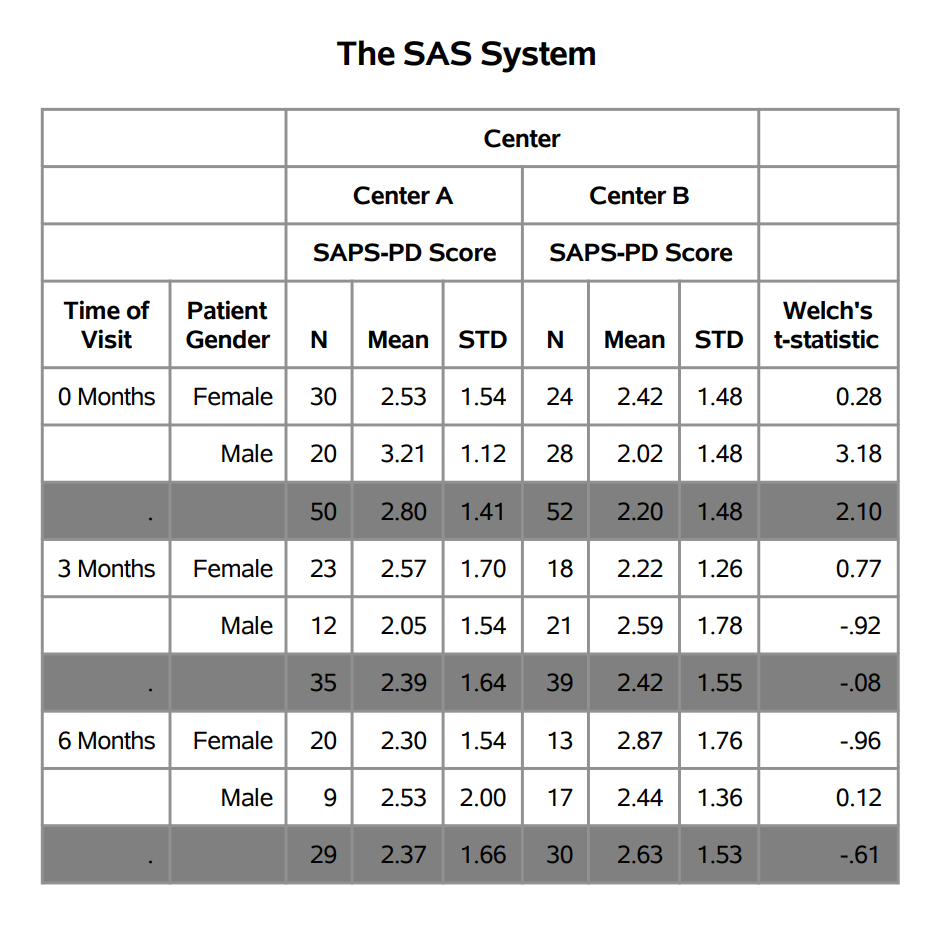 The SAS System
Center
Center A Center B
SAPS-PD Score SAPS-PD Score
Time of Visit Patient Gender N Mean STD N Mean STD Welch's t-statistic
0 Months Female 30 2.53 1.54 24 2.42 1.48 0.28
Male 20 3.21 1.12 28 2.02 1.48 3.18
. 50 2.80 1.41 52 2.20 1.48 2.10
3 Months Female 23 2.57 1.70 18 2.22 1.26 0.77
Male 12 2.05 1.54 21 2.59 1.78 -.92
. 35 2.39 1.64 39 2.42 1.55 -.08
6 Months Female 20 2.30 1.54 13 2.87 1.76 -.96
Male 9 2.53 2.00 17 2.44 1.36 0.12
. 29 2.37 1.66 30 2.63 1.53 -.61